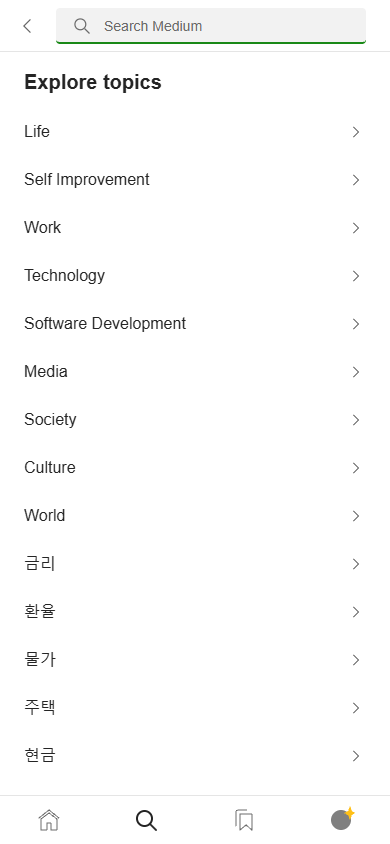 Search Medium
Explore topics
Life
Self Improvement
Work
Technology
Software Development
Media
Society
Culture
World
금리
환율
물가
주택
현금